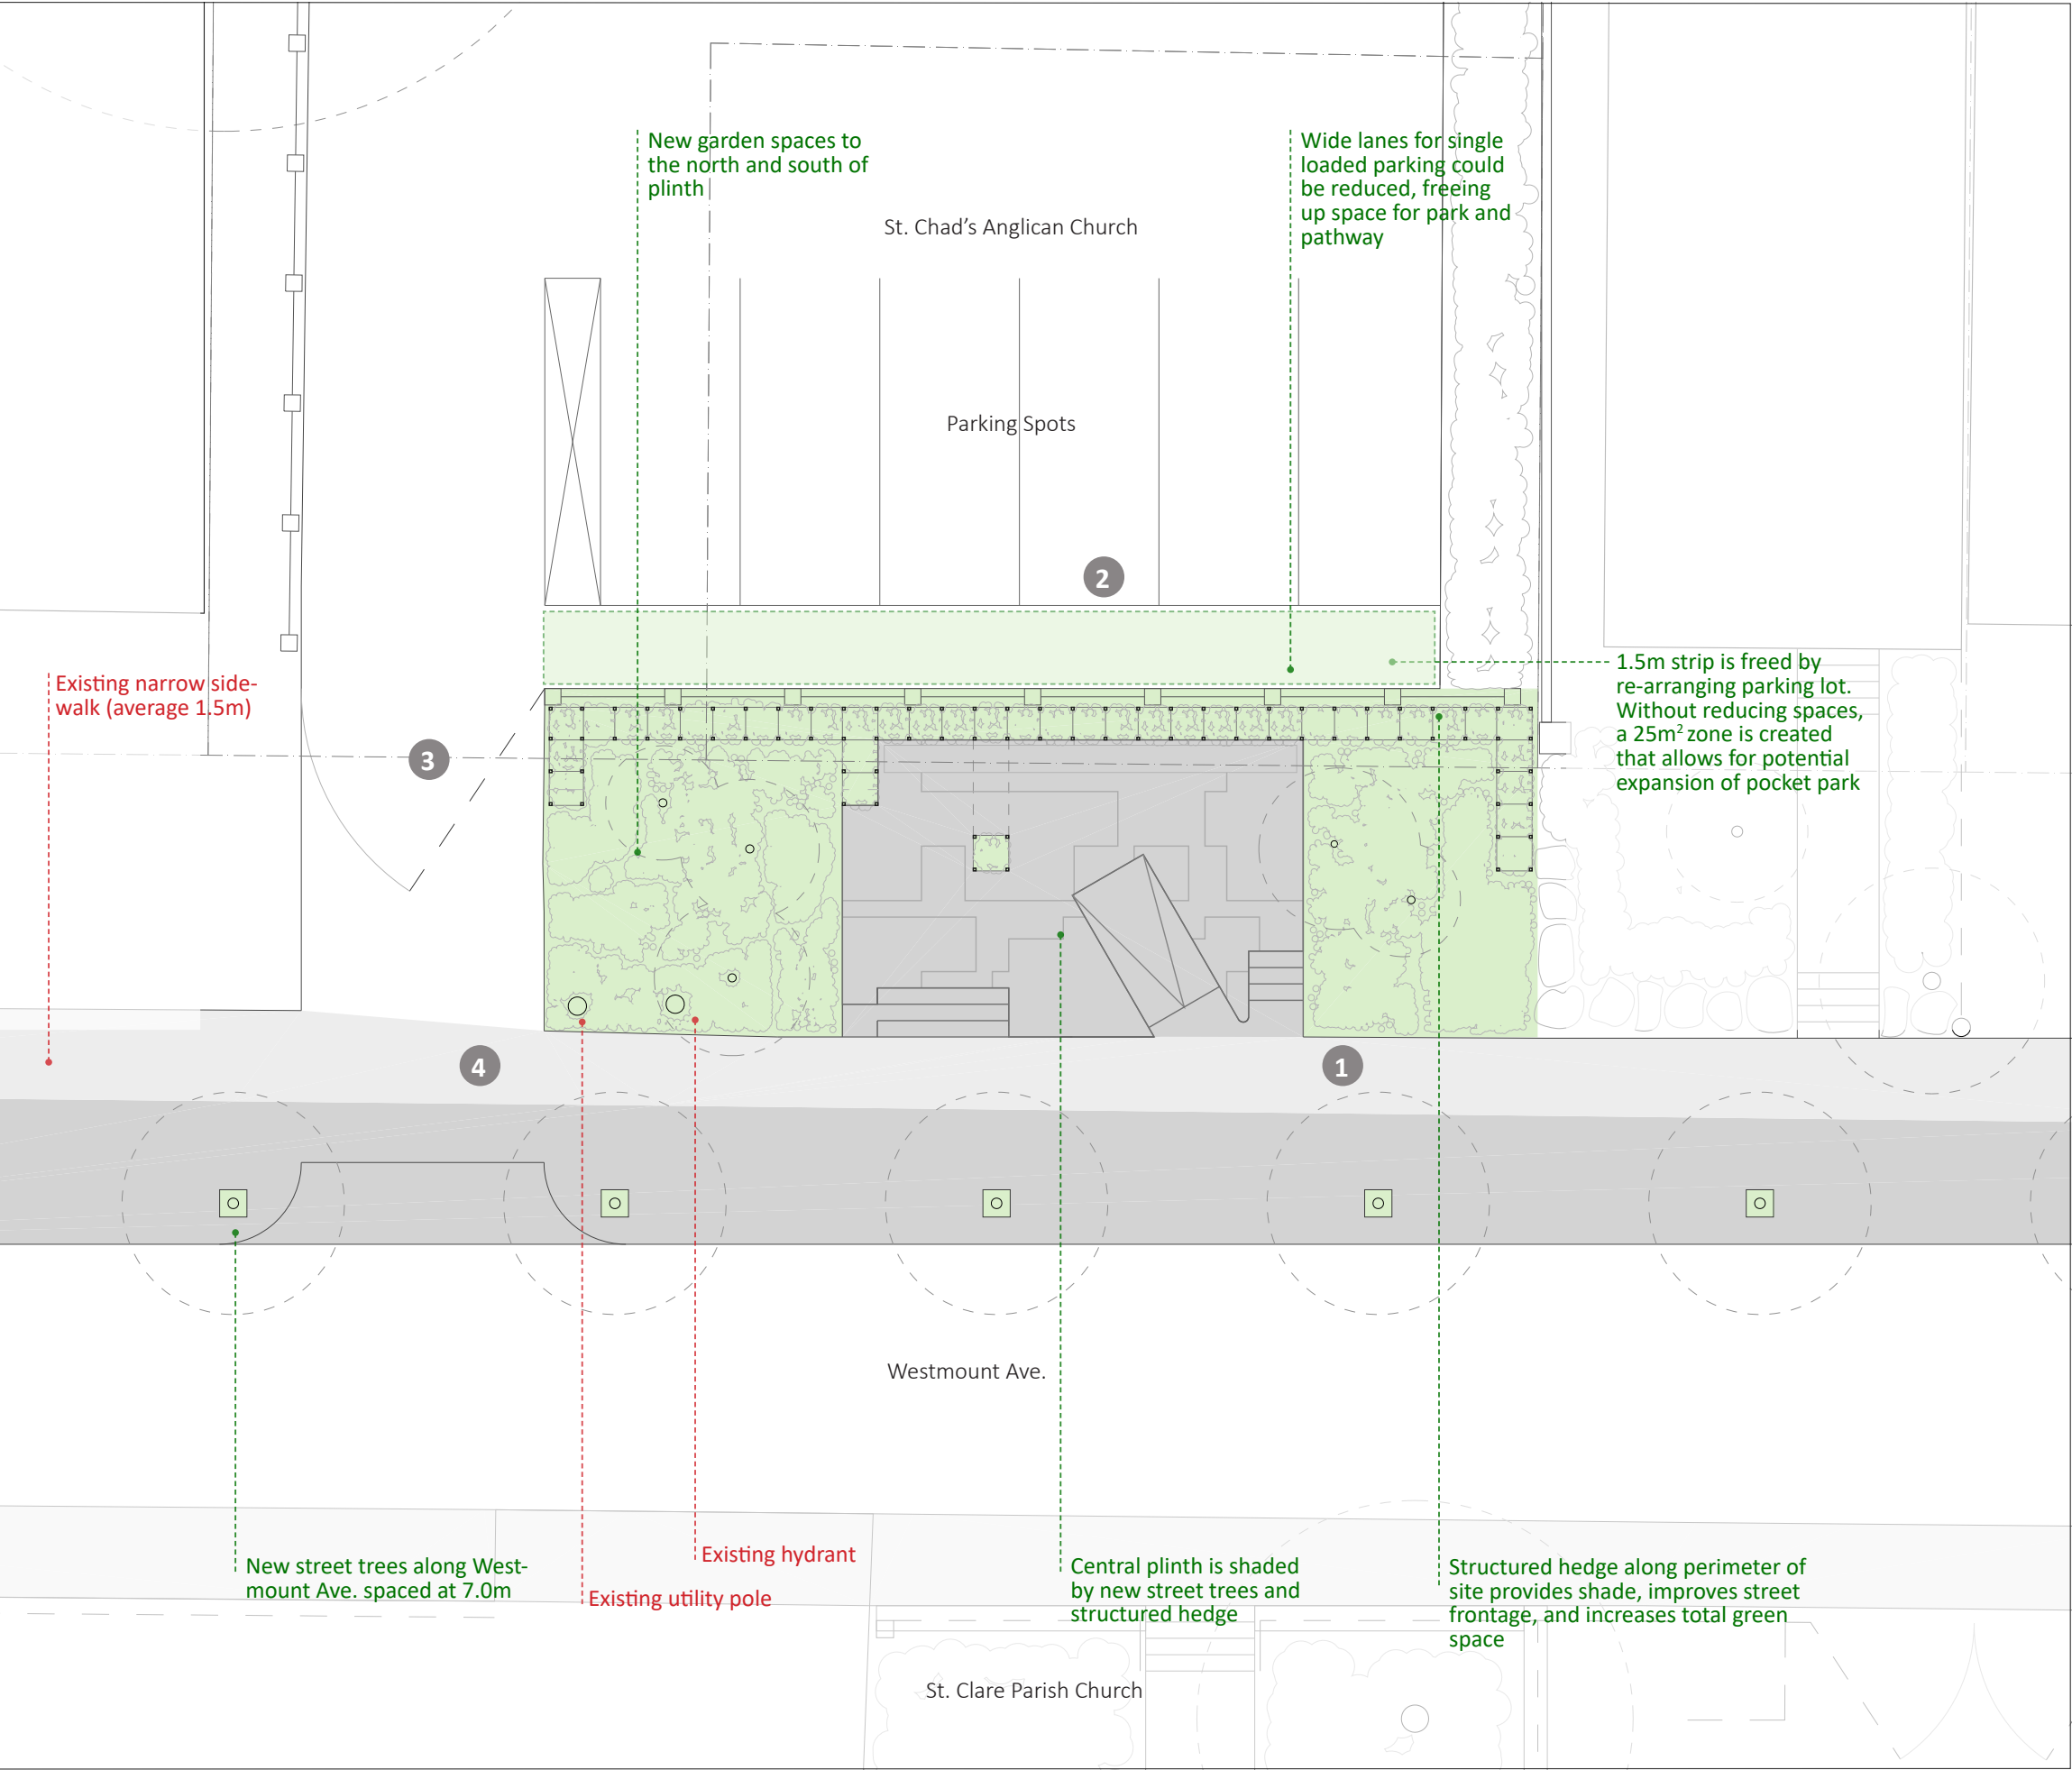 New garden spaces to
the north and south of
plinth
Wide lanes for single
loaded parking could
be reduced, freeing
up space for park and
pathway
St. Chad’s Anglican Church
Parking Spots
2
Existing narrow side-
walk (average 1.5m)
1.5m strip is freed by
re-arranging parking lot.
Without reducing spaces,
a 25m² zone is created
that allows for potential
expansion of pocket park
3
4
1
Westmount Ave.
New street trees along West-
mount Ave. spaced at 7.0m
Existing hydrant
Existing utility pole
Central plinth is shaded
by new street trees and
structured hedge
Structured hedge along perimeter of
site provides shade, improves street
frontage, and increases total green
space
St. Clare Parish Church